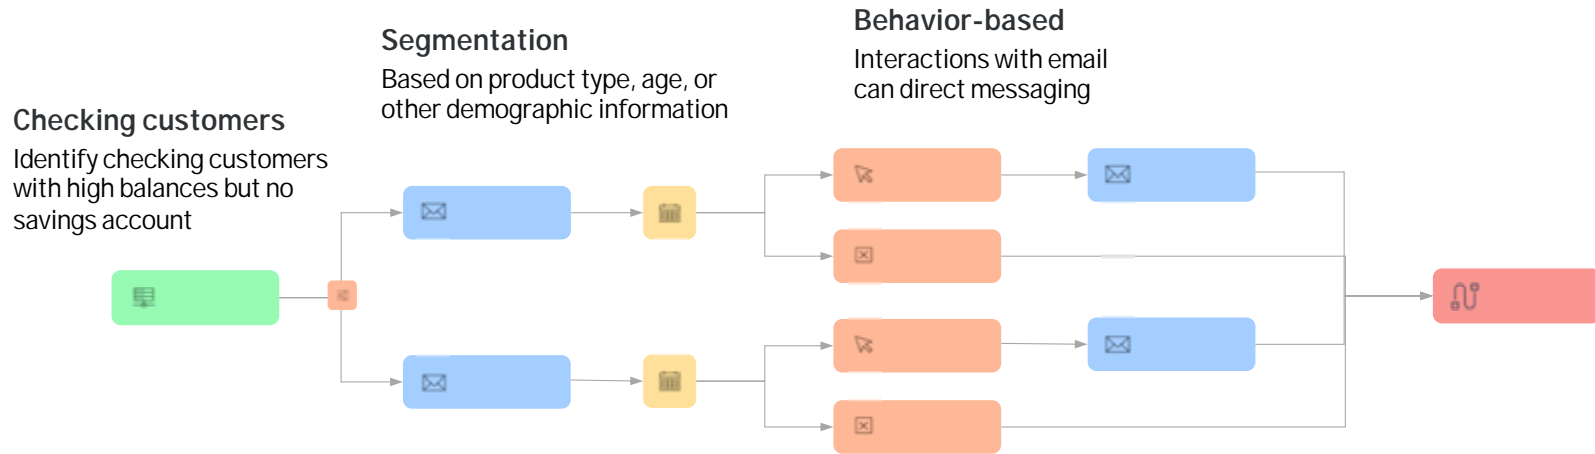 Checking customers
Identify checking customers
with high balances but no
savings account
Segmentation
Based on product type, age, or
other demographic information
Behavior-based
Interactions with email
can direct messaging